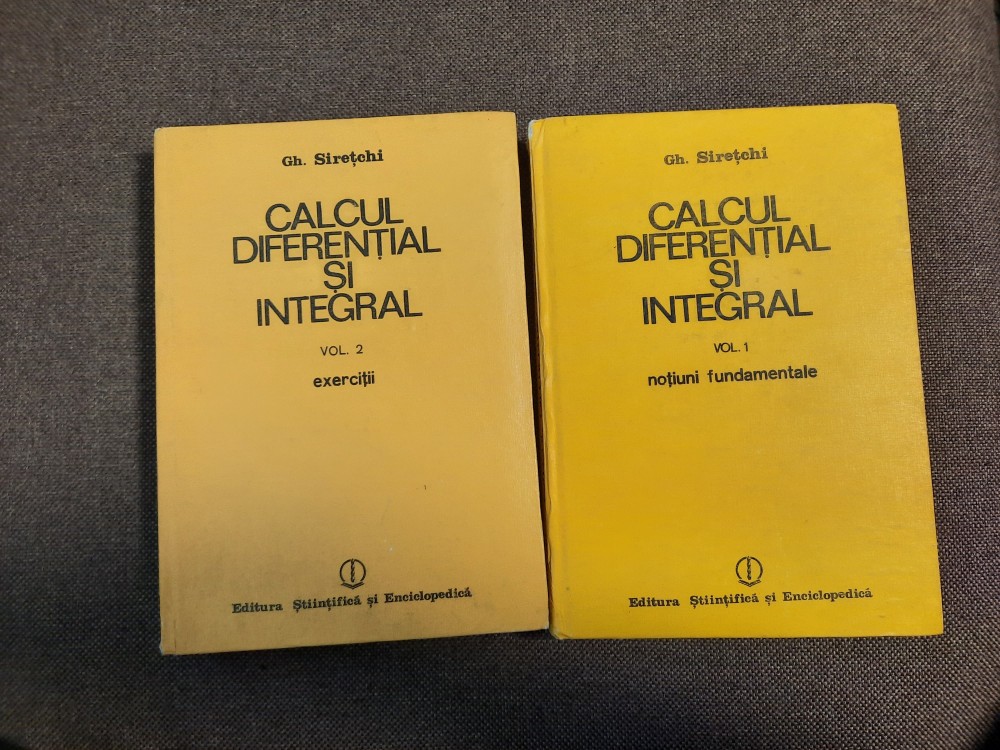 Gh. Sirețchi
CALCUL
DIFERENȚIAL
ȘI
INTEGRAL
VOL. 2
exerciții
Editura Științifică și Enciclopedică
Gh. Sirețchi
CALCUL
DIFERENȚIAL
ȘI
INTEGRAL
VOL. 1
noțiuni fundamentale
Editura Științifică și Enciclopedică